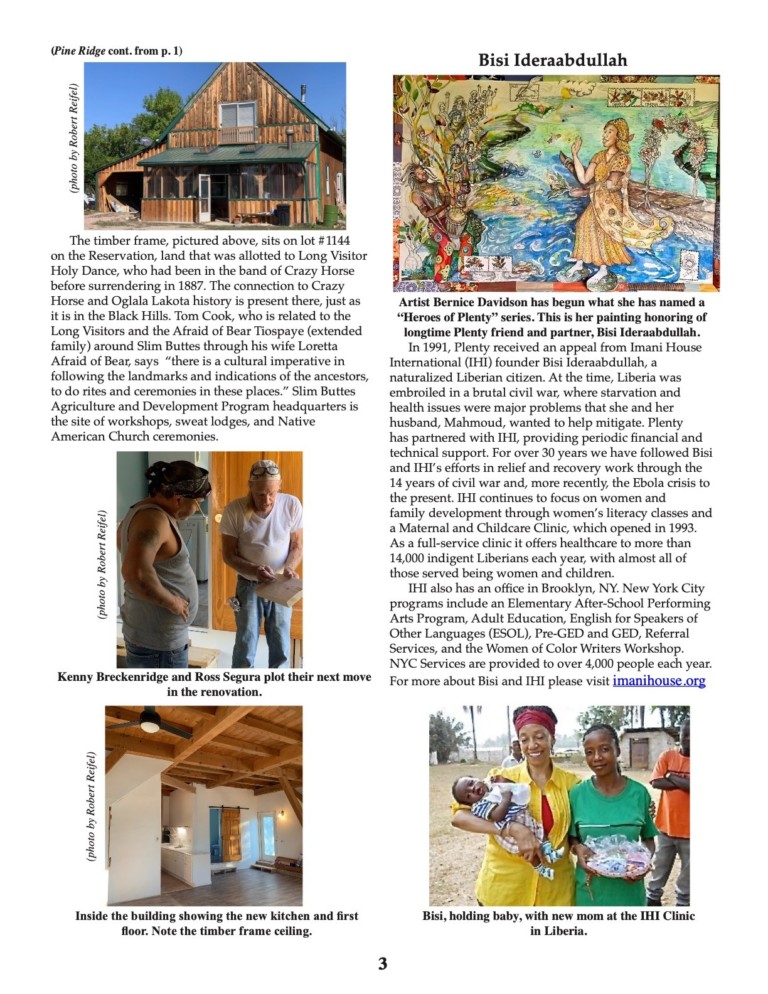 (Pine Ridge cont. from p. 1)
(photo by Robert Reifel)
The timber frame, pictured above, sits on lot #1144
on the Reservation, land that was allotted to Long Visitor
Holy Dance, who had been in the band of Crazy Horse
before surrendering in 1887. The connection to Crazy
Horse and Oglala Lakota history is present there, just as
it is in the Black Hills. Tom Cook, who is related to the
Long Visitors and the Afraid of Bear Tiospaye (extended
family) around Slim Buttes through his wife Loretta
Afraid of Bear, says  “there is a cultural imperative in
following the landmarks and indications of the ancestors,
to do rites and ceremonies in these places.” Slim Buttes
Agriculture and Development Program headquarters is
the site of workshops, sweat lodges, and Native
American Church ceremonies.
(photo by Robert Reifel)
Kenny Breckenridge and Ross Segura plot their next move
in the renovation.
(photo by Robert Reifel)
Inside the building showing the new kitchen and first
floor. Note the timber frame ceiling.
Bisi Ideraabdullah
Artist Bernice Davidson has begun what she has named a
“Heroes of Plenty” series. This is her painting honoring of
longtime Plenty friend and partner, Bisi Ideraabdullah.
In 1991, Plenty received an appeal from Imani House
International (IHI) founder Bisi Ideraabdullah, a
naturalized Liberian citizen. At the time, Liberia was
embroiled in a brutal civil war, where starvation and
health issues were major problems that she and her
husband, Mahmoud, wanted to help mitigate. Plenty
has partnered with IHI, providing periodic financial and
technical support. For over 30 years we have followed Bisi
and IHI’s efforts in relief and recovery work through the
14 years of civil war and, more recently, the Ebola crisis to
the present. IHI continues to focus on women and
family development through women’s literacy classes and
a Maternal and Childcare Clinic, which opened in 1993.
As a full-service clinic it offers healthcare to more than
14,000 indigent Liberians each year, with almost all of
those served being women and children.
IHI also has an office in Brooklyn, NY. New York City
programs include an Elementary After-School Performing
Arts Program, Adult Education, English for Speakers of
Other Languages (ESOL), Pre-GED and GED, Referral
Services, and the Women of Color Writers Workshop.
NYC Services are provided to over 4,000 people each year.
For more about Bisi and IHI please visit imanihouse.org
Bisi, holding baby, with new mom at the IHI Clinic
in Liberia.
3